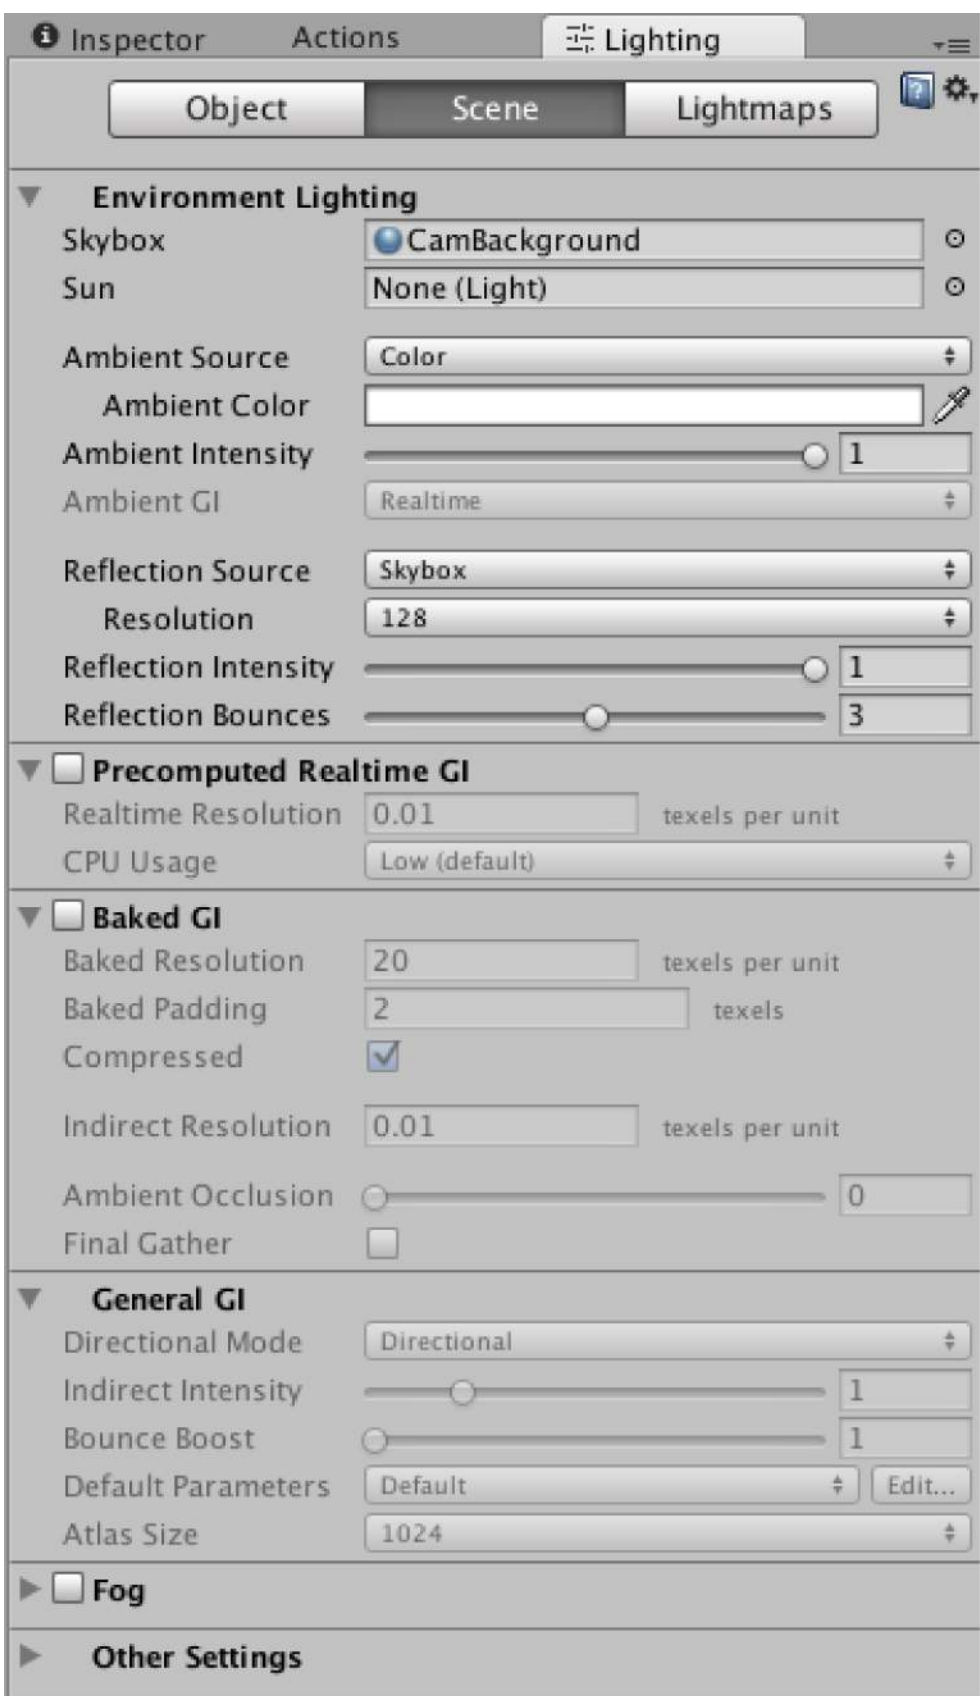 Inspector Actions Lighting
Object Scene Lightmaps
Environment Lighting
Skybox CamBackground
Sun None (Light)
Ambient Source Color
Ambient Color
Ambient Intensity 1
Ambient GI Realtime
Reflection Source Skybox
Resolution 128
Reflection Intensity 1
Reflection Bounces 3
Precomputed Realtime GI
Realtime Resolution 0.01 texels per unit
CPU Usage Low (default)
Baked GI
Baked Resolution 20 texels per unit
Baked Padding 2 texels
Compressed
Indirect Resolution 0.01 texels per unit
Ambient Occlusion 0
Final Gather
General GI
Directional Mode Directional
Indirect Intensity 1
Bounce Boost 1
Default Parameters Default Edit...
Atlas Size 1024
Fog
Other Settings